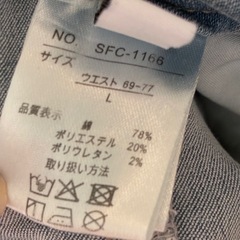 NO. SFC-1166
サイズ
ウエスト 69-77
L
品質表示
綿 78%
ポリエステル 20%
ポリウレタン 2%
取り扱い方法